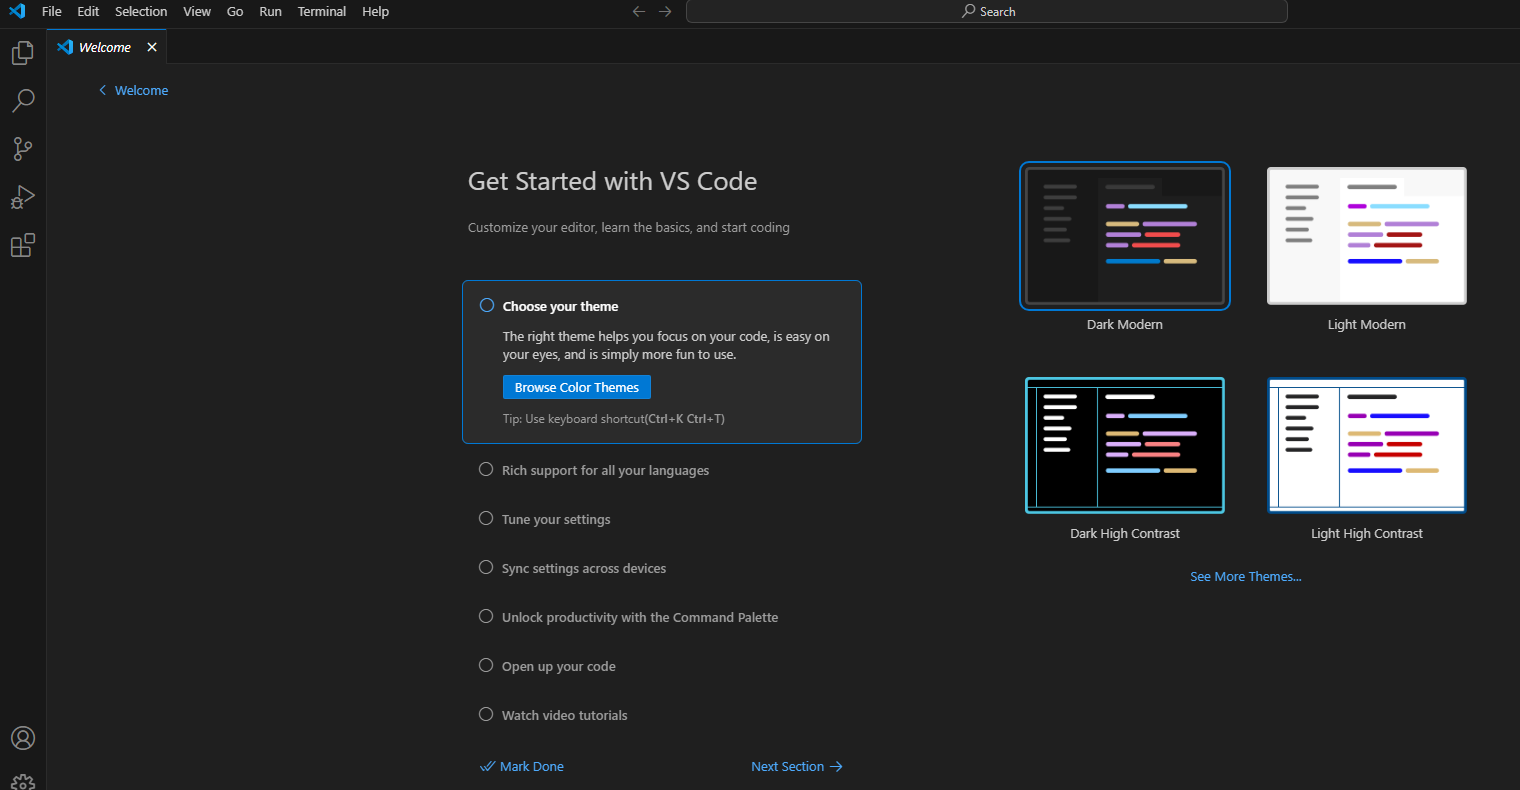 File Edit Selection View Go Run Terminal Help
Search
Welcome
Welcome
Get Started with VS Code
Customize your editor, learn the basics, and start coding
Choose your theme
The right theme helps you focus on your code, is easy on
your eyes, and is simply more fun to use.
Browse Color Themes
Tip: Use keyboard shortcut(Ctrl+K Ctrl+T)
Rich support for all your languages
Tune your settings
Sync settings across devices
Unlock productivity with the Command Palette
Open up your code
Watch video tutorials
Mark Done
Next Section
Dark Modern
Light Modern
Dark High Contrast
Light High Contrast
See More Themes...